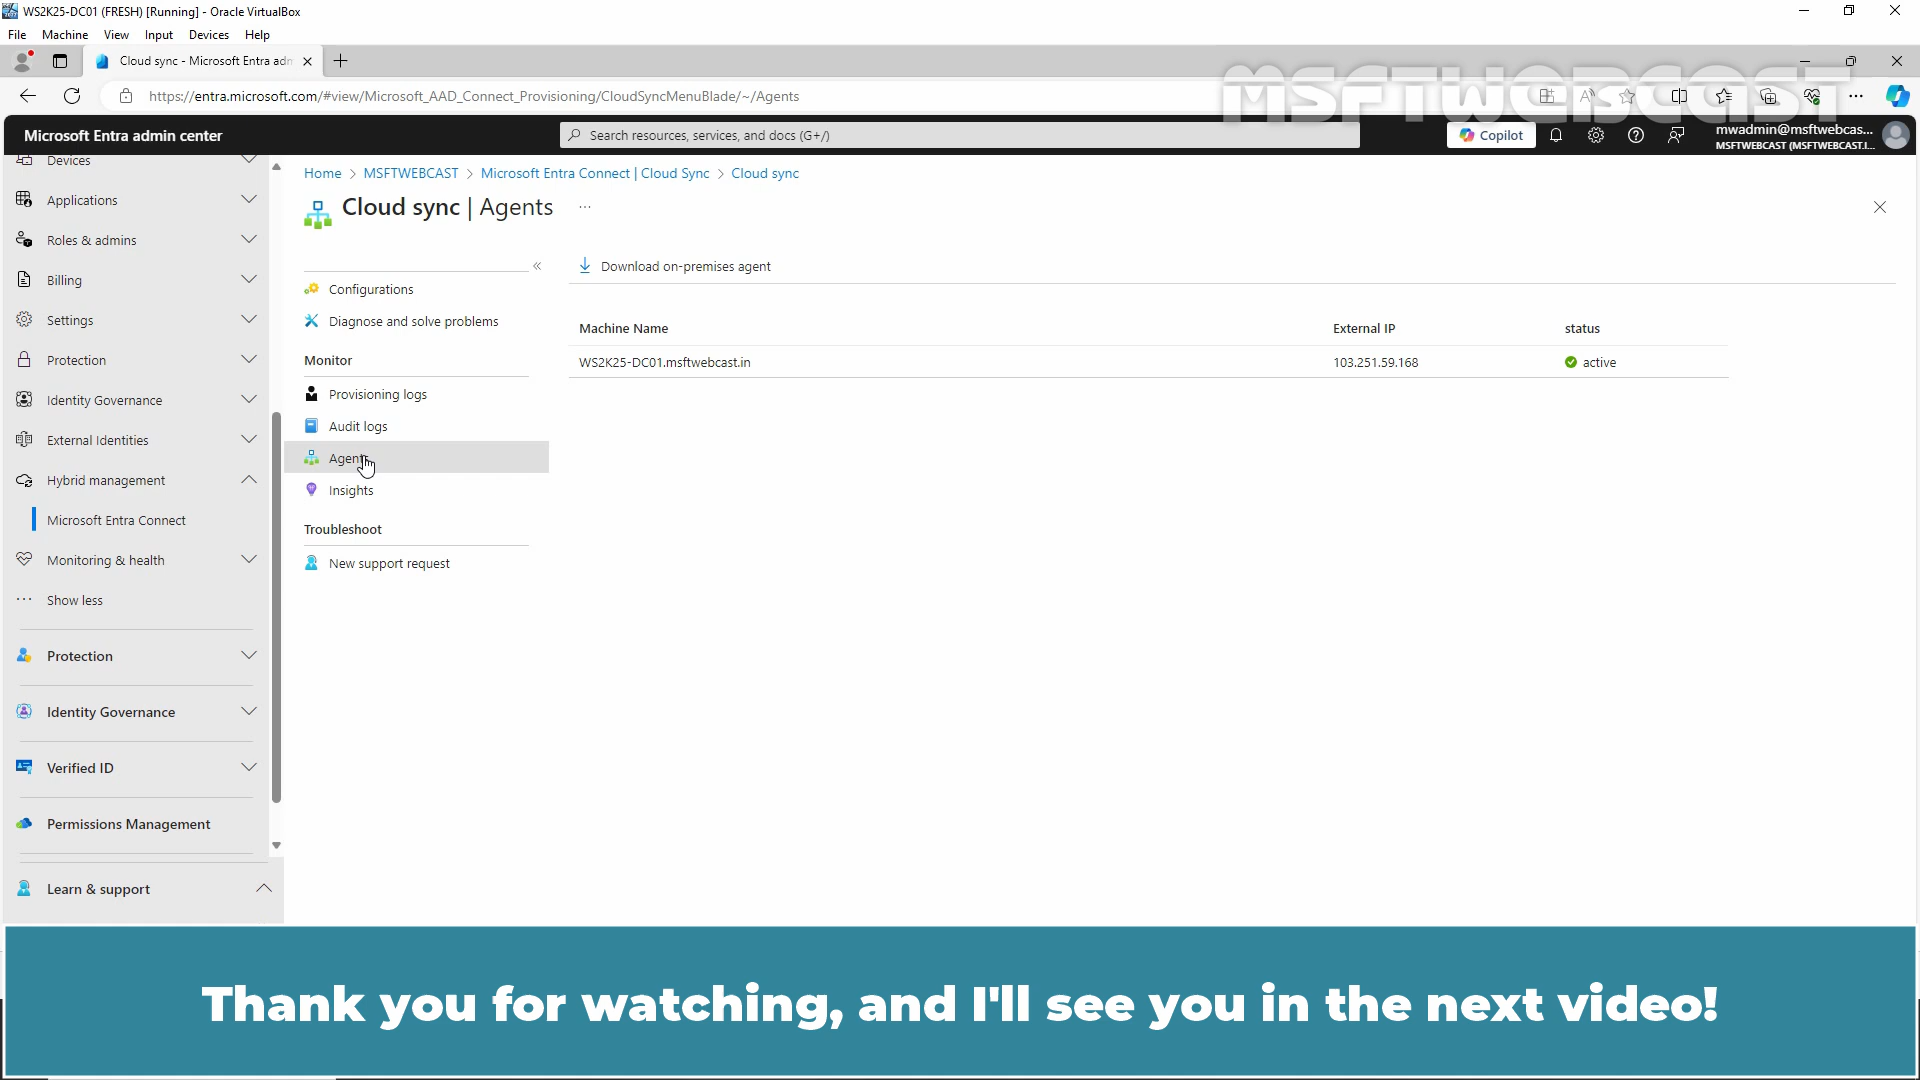 WS2K25-DC01 (FRESH) [Running] - Oracle VirtualBox
File Machine View Input Devices Help
Cloud sync - Microsoft Entra adm
https://entra.microsoft.com/#view/Microsoft_AAD_Connect_Provisioning/CloudSyncMenuBlade/~/Agents
MSFTWEBCAST
Microsoft Entra admin center
Search resources, services, and docs (G+/)
Copilot
mwadmin@msftwebcas...
MSFTWEBCAST (MSFTWEBCAST.I...
Devices
Applications
Roles & admins
Billing
Settings
Protection
Identity Governance
External Identities
Hybrid management
Microsoft Entra Connect
Monitoring & health
Show less
Protection
Identity Governance
Verified ID
Permissions Management
Learn & support
Home > MSFTWEBCAST > Microsoft Entra Connect | Cloud Sync > Cloud sync
Cloud sync | Agents ...
Configurations
Diagnose and solve problems
Monitor
Provisioning logs
Audit logs
Agents
Insights
Troubleshoot
New support request
Download on-premises agent
Machine Name External IP status
WS2K25-DC01.msftwebcast.in 103.251.59.168 active
Thank you for watching, and I'll see you in the next video!